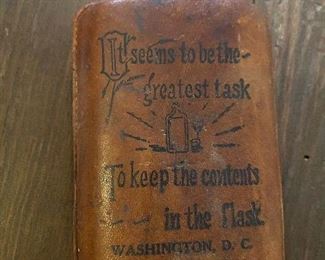 It seems to be the
greatest task
To keep the contents
in the flask
WASHINGTON, D. C.